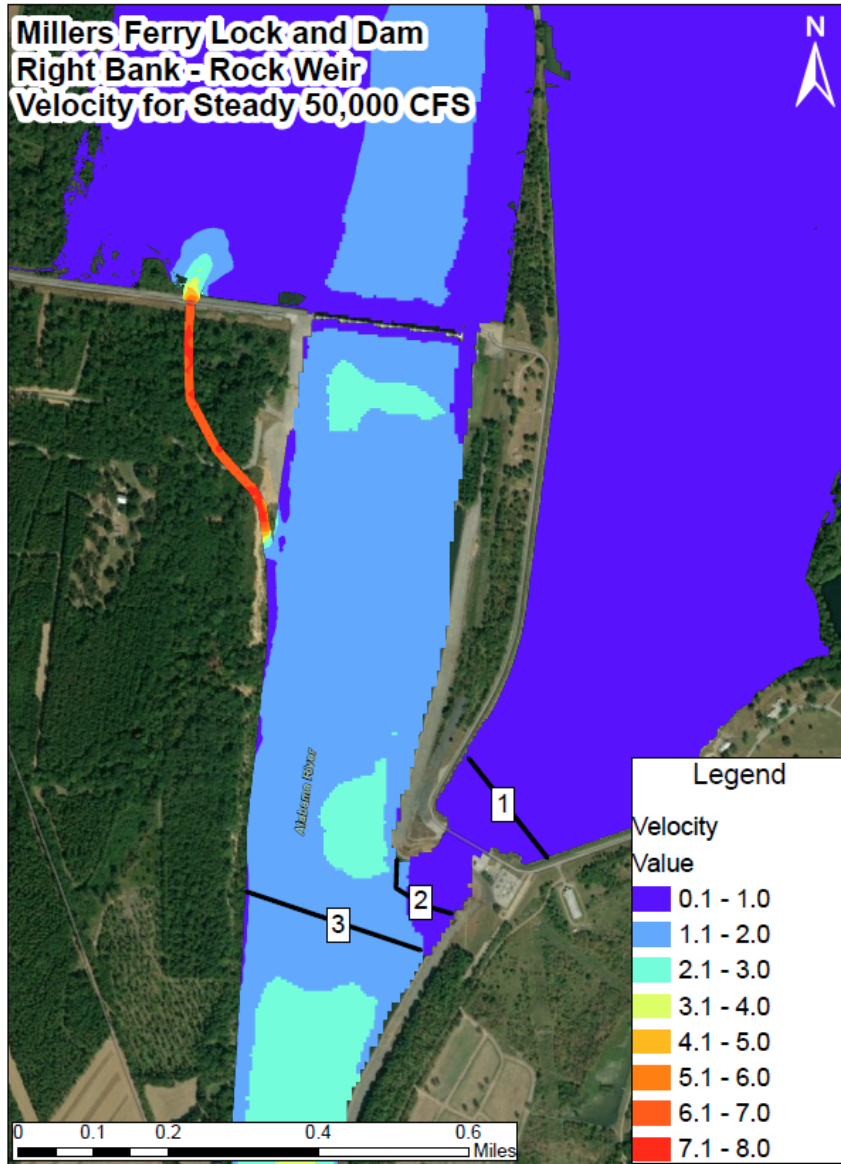 Millers Ferry Lock and Dam
Right Bank - Rock Weir
Velocity for Steady 50,000 CFS
N
Alabama River
1
2
3
Legend
Velocity
Value
0.1 - 1.0
1.1 - 2.0
2.1 - 3.0
3.1 - 4.0
4.1 - 5.0
5.1 - 6.0
6.1 - 7.0
7.1 - 8.0
0 0.1 0.2 0.4 0.6
Miles